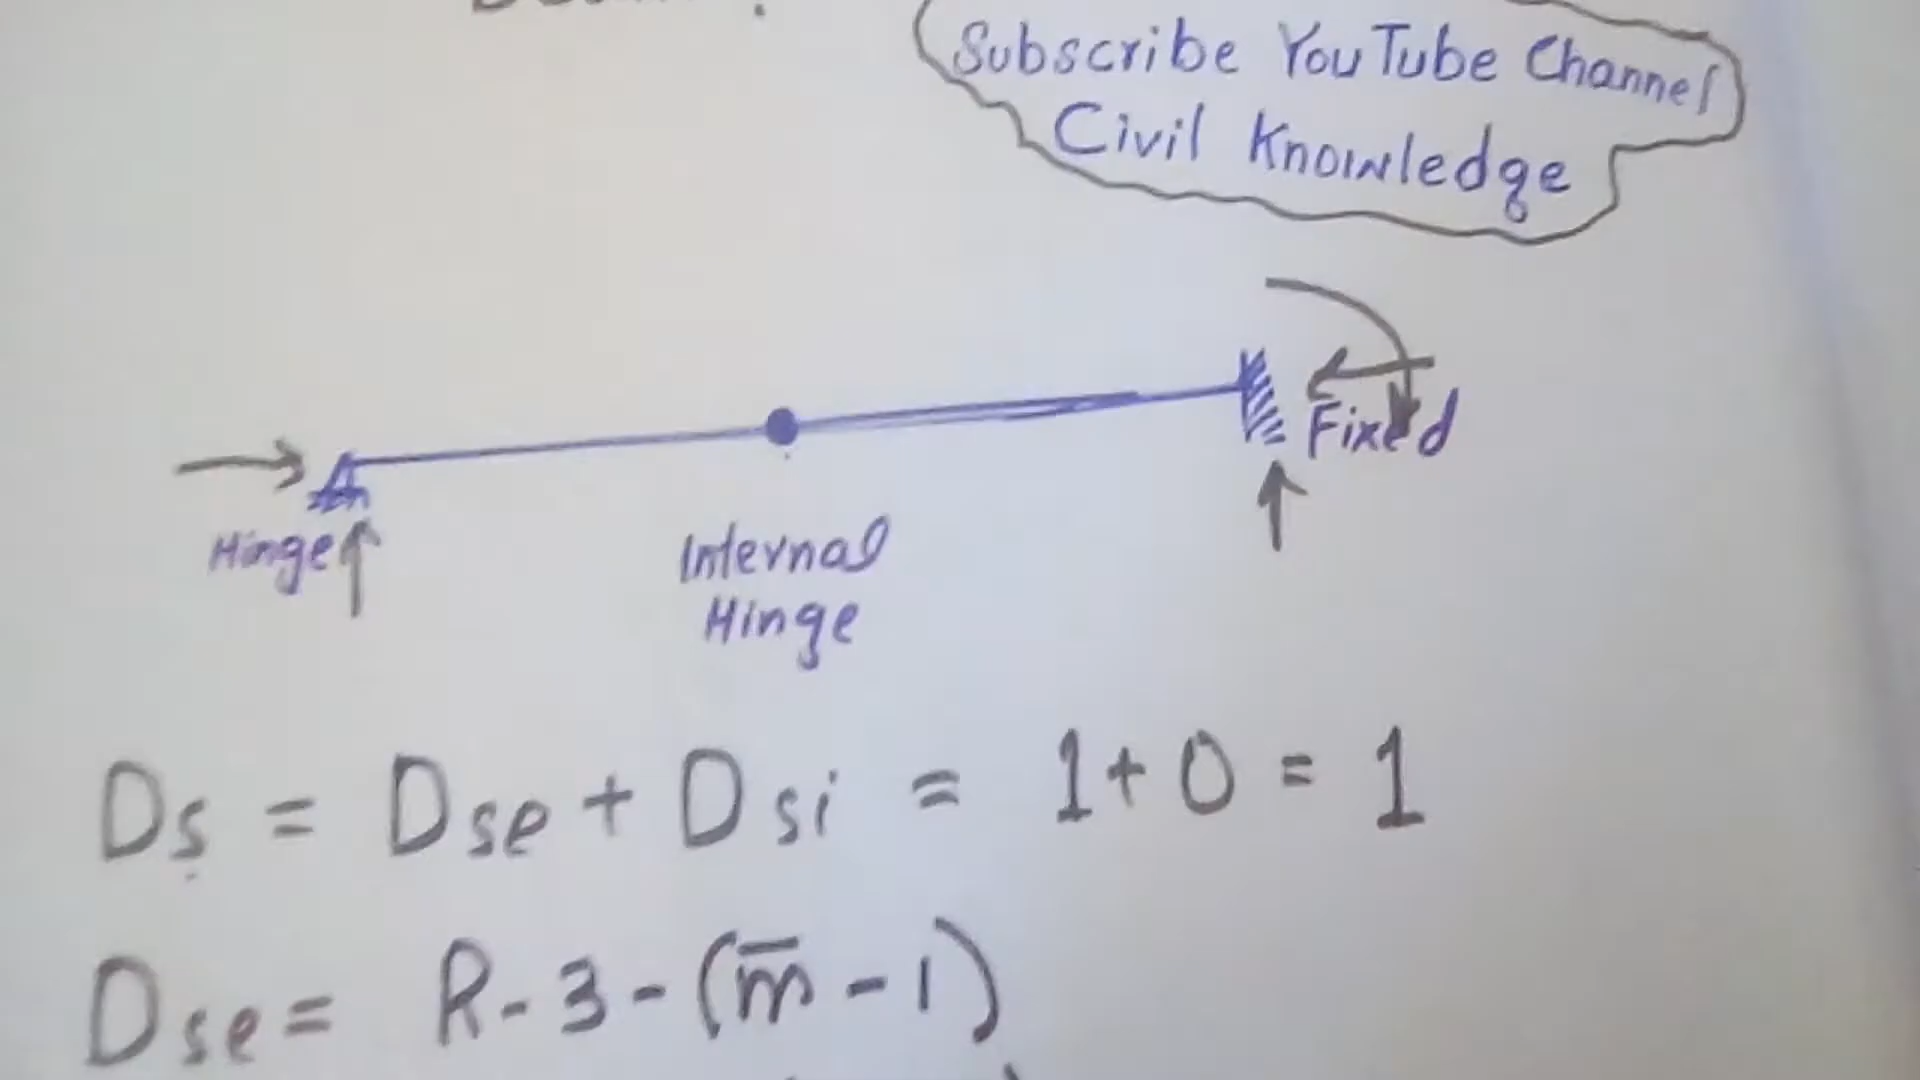 Subscribe YouTube Channel
Civil Knowledge
Fixed
Hinge
Internal
Hinge
Ds = Dse + Dsi = 1 + 0 = 1
Dse = R - 3 - (m̅ - 1)